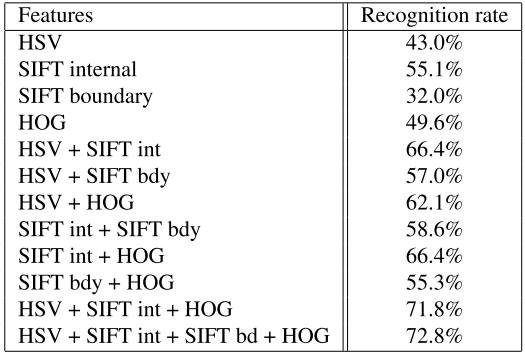 Features Recognition rate
HSV 43.0%
SIFT internal 55.1%
SIFT boundary 32.0%
HOG 49.6%
HSV + SIFT int 66.4%
HSV + SIFT bdy 57.0%
HSV + HOG 62.1%
SIFT int + SIFT bdy 58.6%
SIFT int + HOG 66.4%
SIFT bdy + HOG 55.3%
HSV + SIFT int + HOG 71.8%
HSV + SIFT int + SIFT bd + HOG 72.8%